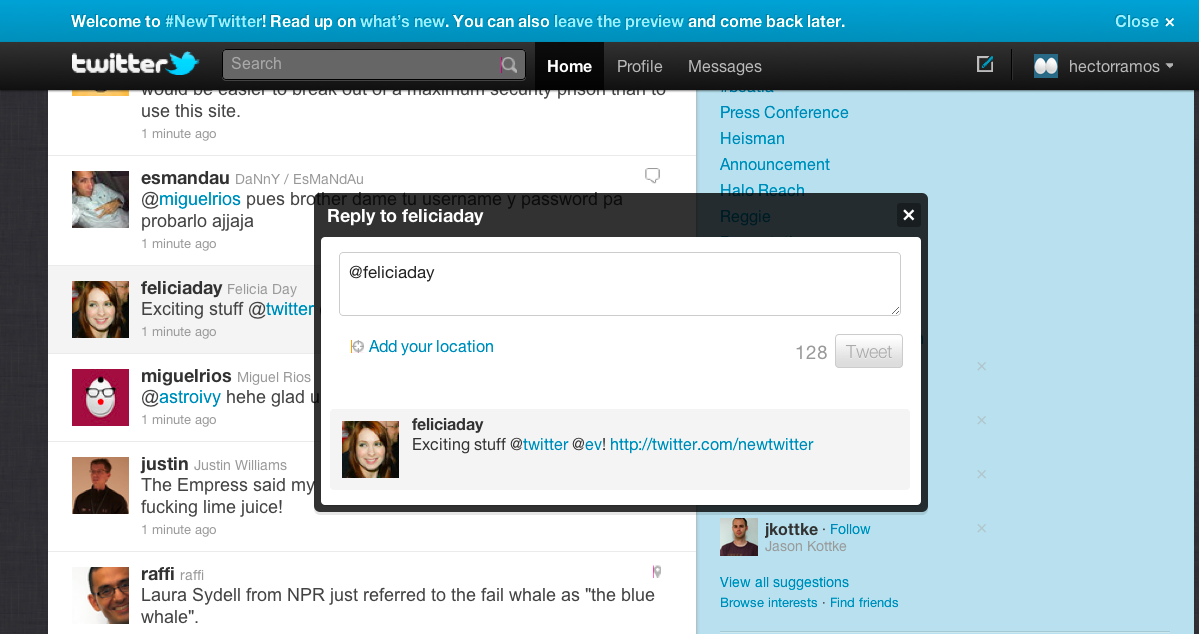 Welcome to #NewTwitter! Read up on what's new. You can also leave the preview and come back later.
Close ×
twitter
Search
Home
Profile
Messages
hectorramos
would be easier to break out of a maximum security prison than to
use this site.
1 minute ago
esmandau DaNnY / EsMaNdAu
@miguelrios pues brother dame tu username y password pa
probarlo ajjaja
1 minute ago
feliciaday Felicia Day
Exciting stuff @twitter
1 minute ago
miguelrios Miguel Rios
@astroivy hehe glad u
1 minute ago
justin Justin Williams
The Empress said my
fucking lime juice!
1 minute ago
raffi raffi
Laura Sydell from NPR just referred to the fail whale as "the blue
whale".
Reply to feliciaday
@feliciaday
Add your location
128
Tweet
feliciaday
Exciting stuff @twitter @ev! http://twitter.com/newtwitter
Press Conference
Heisman
Announcement
Halo Reach
Reggie
jkottke · Follow
Jason Kottke
View all suggestions
Browse interests · Find friends